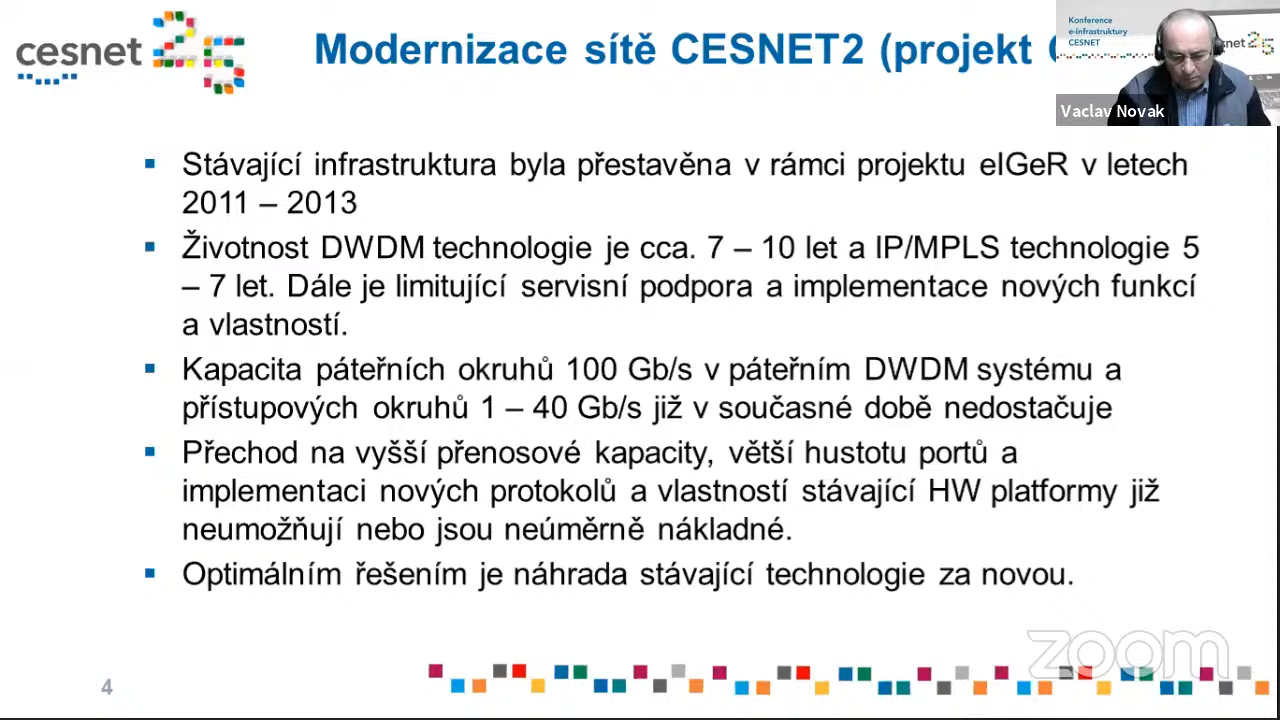 cesnet
Modernizace sítě CESNET2 (projekt
Konference
e-infrastruktury
CESNET
Vaclav Novak
Stávající infrastruktura byla přestavěna v rámci projektu eIGeR v letech
2011 – 2013
Životnost DWDM technologie je cca. 7 – 10 let a IP/MPLS technologie 5
– 7 let. Dále je limitující servisní podpora a implementace nových funkcí
a vlastností.
Kapacita páteřních okruhů 100 Gb/s v páteřním DWDM systému a
přístupových okruhů 1 – 40 Gb/s již v současné době nedostačuje
Přechod na vyšší přenosové kapacity, větší hustotu portů a
implementaci nových protokolů a vlastností stávající HW platformy již
neumožňují nebo jsou neúměrně nákladné.
Optimálním řešením je náhrada stávající technologie za novou.
zoom
4